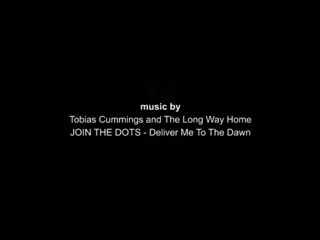 music by
Tobias Cummings and The Long Way Home
JOIN THE DOTS - Deliver Me To The Dawn